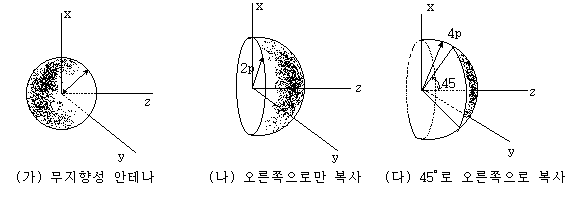 x
z
y
(가) 무지향성 안테나
x
2p
z
y
(나) 오른쪽으로만 복사
x
4p
45
z
y
(다) 45°로 오른쪽으로 복사